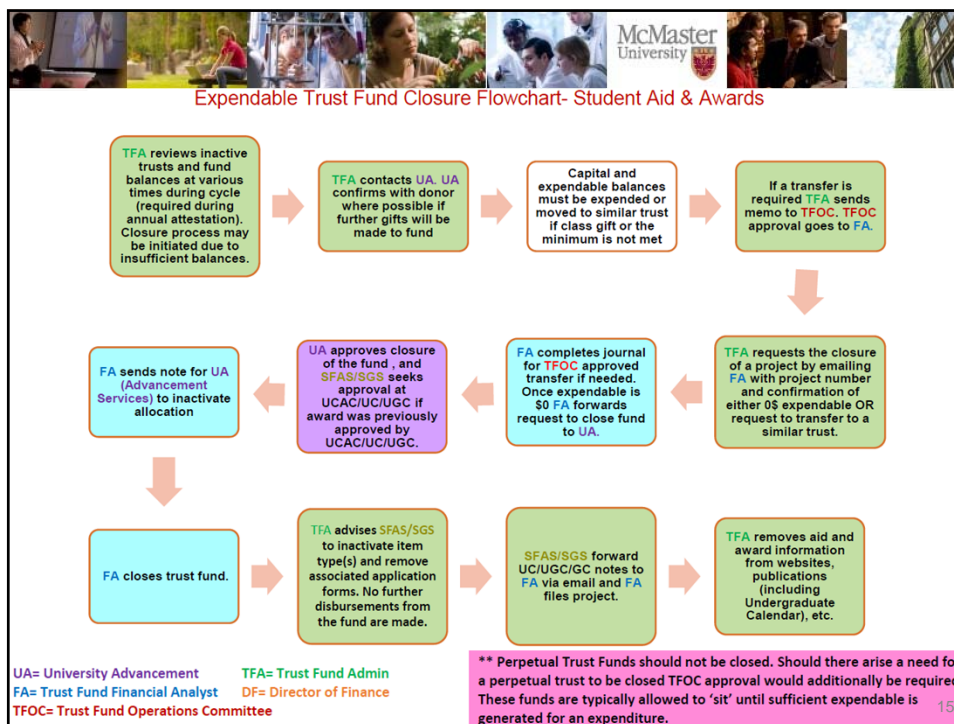 McMaster
University
Expendable Trust Fund Closure Flowchart- Student Aid & Awards
TFA reviews inactive
trusts and fund
balances at various
times during cycle
(required during
annual attestation).
Closure process may
be initiated due to
insufficient balances.
TFA contacts UA. UA
confirms with donor
where possible if
further gifts will be
made to fund
Capital and
expendable balances
must be expended or
moved to similar trust
if class gift or the
minimum is not met
If a transfer is
required TFA sends
memo to TFOC. TFOC
approval goes to FA.
TFA requests the closure
of a project by emailing
FA with project number
and confirmation of
either 0$ expendable OR
request to transfer to a
similar trust.
FA completes journal
for TFOC approved
transfer if needed.
Once expendable is
$0 FA forwards
request to close fund
to UA.
UA approves closure
of the fund , and
SFAS/SGS seeks
approval at
UCAC/UC/UGC if
award was previously
approved by
UCAC/UC/UGC.
FA sends note for UA
(Advancement
Services) to inactivate
allocation
FA closes trust fund.
TFA advises SFAS/SGS
to inactivate item
type(s) and remove
associated application
forms. No further
disbursements from
the fund are made.
SFAS/SGS forward
UC/UGC/GC notes to
FA via email and FA
files project.
TFA removes aid and
award information
from websites,
publications
(including
Undergraduate
Calendar), etc.
UA= University Advancement
TFA= Trust Fund Admin
FA= Trust Fund Financial Analyst
DF= Director of Finance
TFOC= Trust Fund Operations Committee
** Perpetual Trust Funds should not be closed. Should there arise a need fo
a perpetual trust to be closed TFOC approval would additionally be required
These funds are typically allowed to ‘sit’ until sufficient expendable is
generated for an expenditure.
15